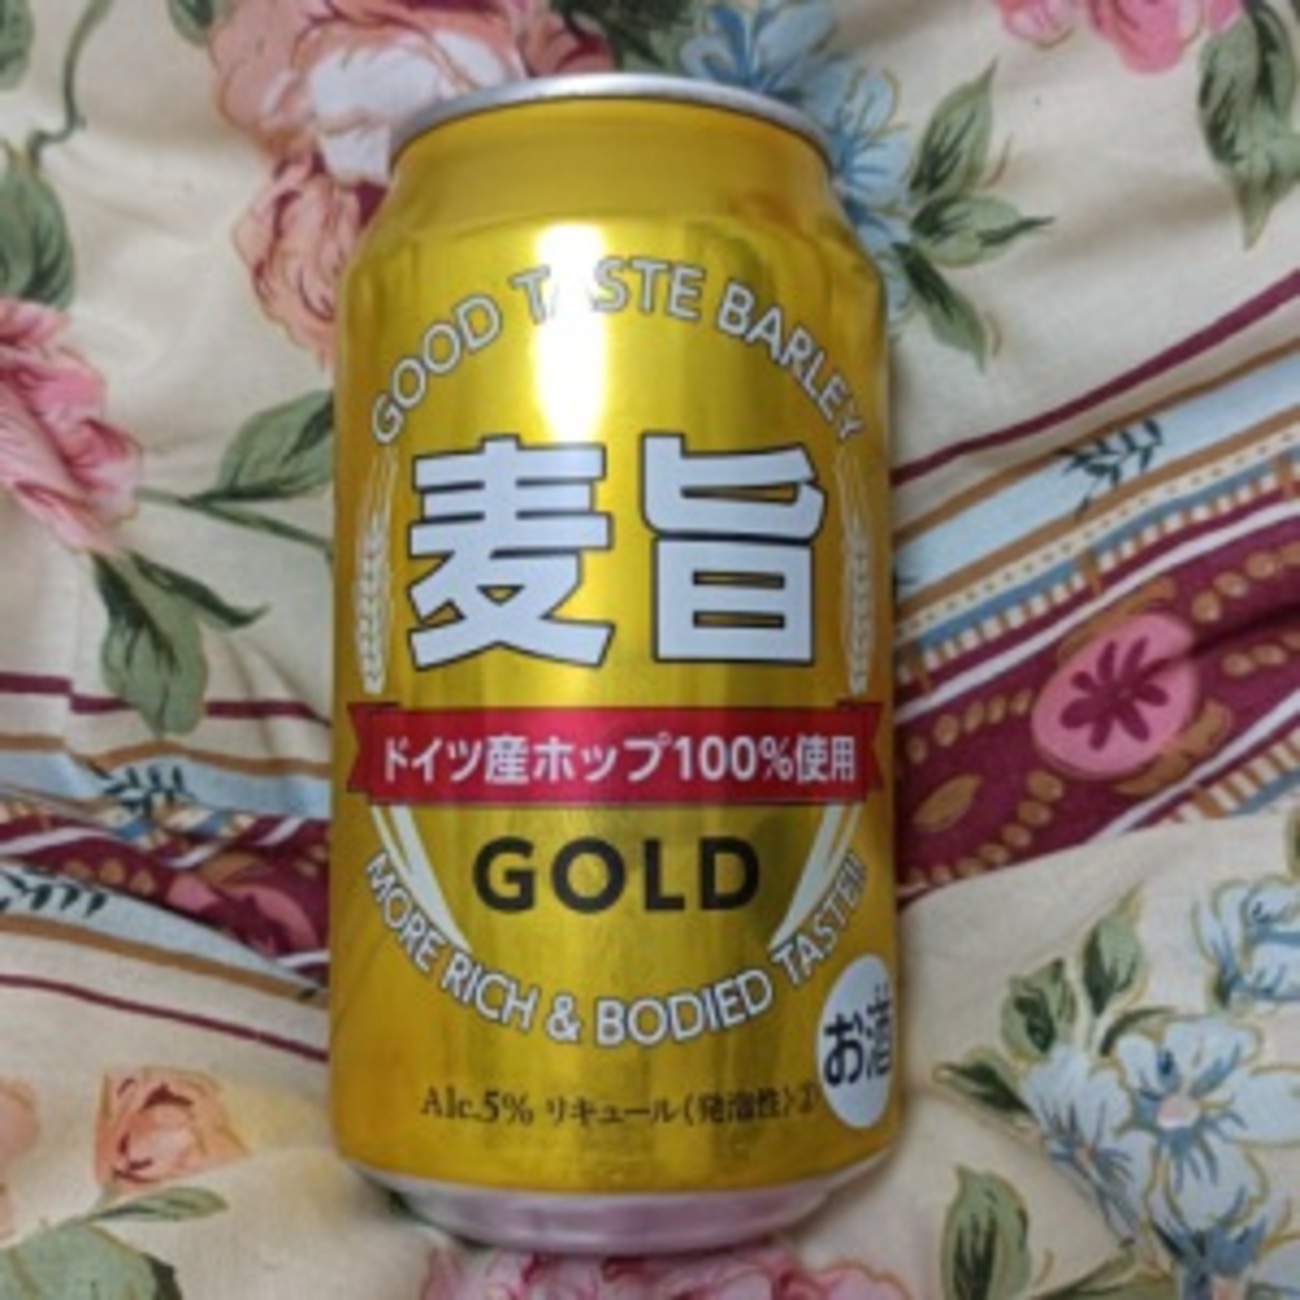 GOOD TASTE BARLEY
麦旨
ドイツ産ホップ100%使用
GOLD
MORE RICH & BODIED TASTE!!
お酒
Alc.5% リキュール(発泡性)①